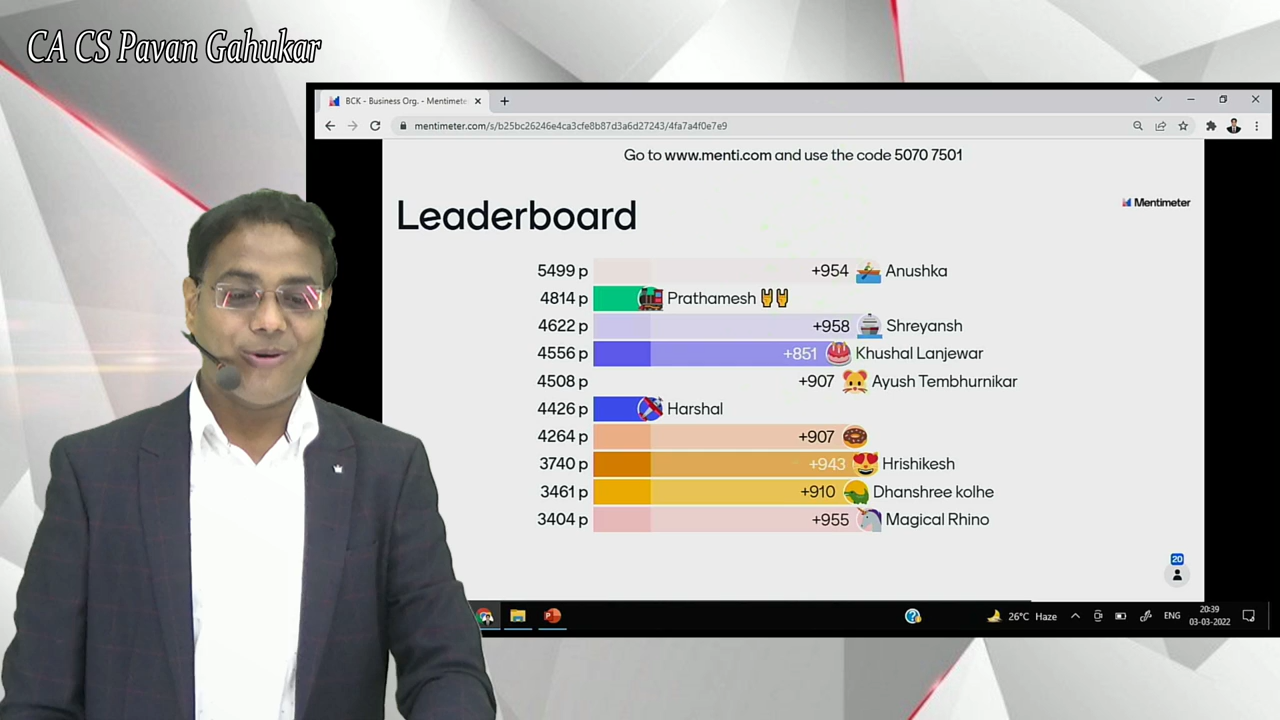 CA CS Pavan Gahukar
BCK - Business Org. - Mentimete
mentimeter.com/s/b25bc26246e4ca3cfe8b87d3a6d27243/4fa7a4f0e7e9
Go to www.menti.com and use the code 5070 7501
Leaderboard
Mentimeter
5499 p +954 Anushka
4814 p Prathamesh 🤘🤘
4622 p +958 Shreyansh
4556 p +851 Khushal Lanjewar
4508 p +907 Ayush Tembhurnikar
4426 p Harshal
4264 p +907
3740 p +943 Hrishikesh
3461 p +910 Dhanshree kolhe
3404 p +955 Magical Rhino
20
26°C Haze ENG 20:39
03-03-2022